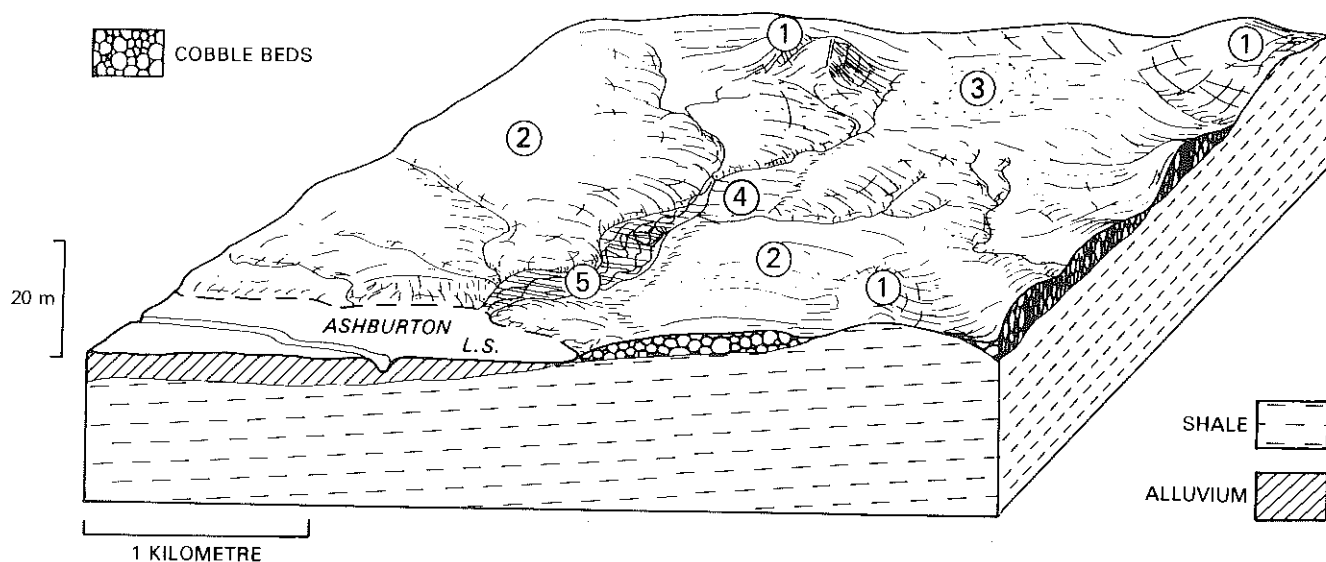 COBBLE BEDS
1
1
3
2
4
2
5
1
20 m
ASHBURTON
L.S.
SHALE
ALLUVIUM
1 KILOMETRE